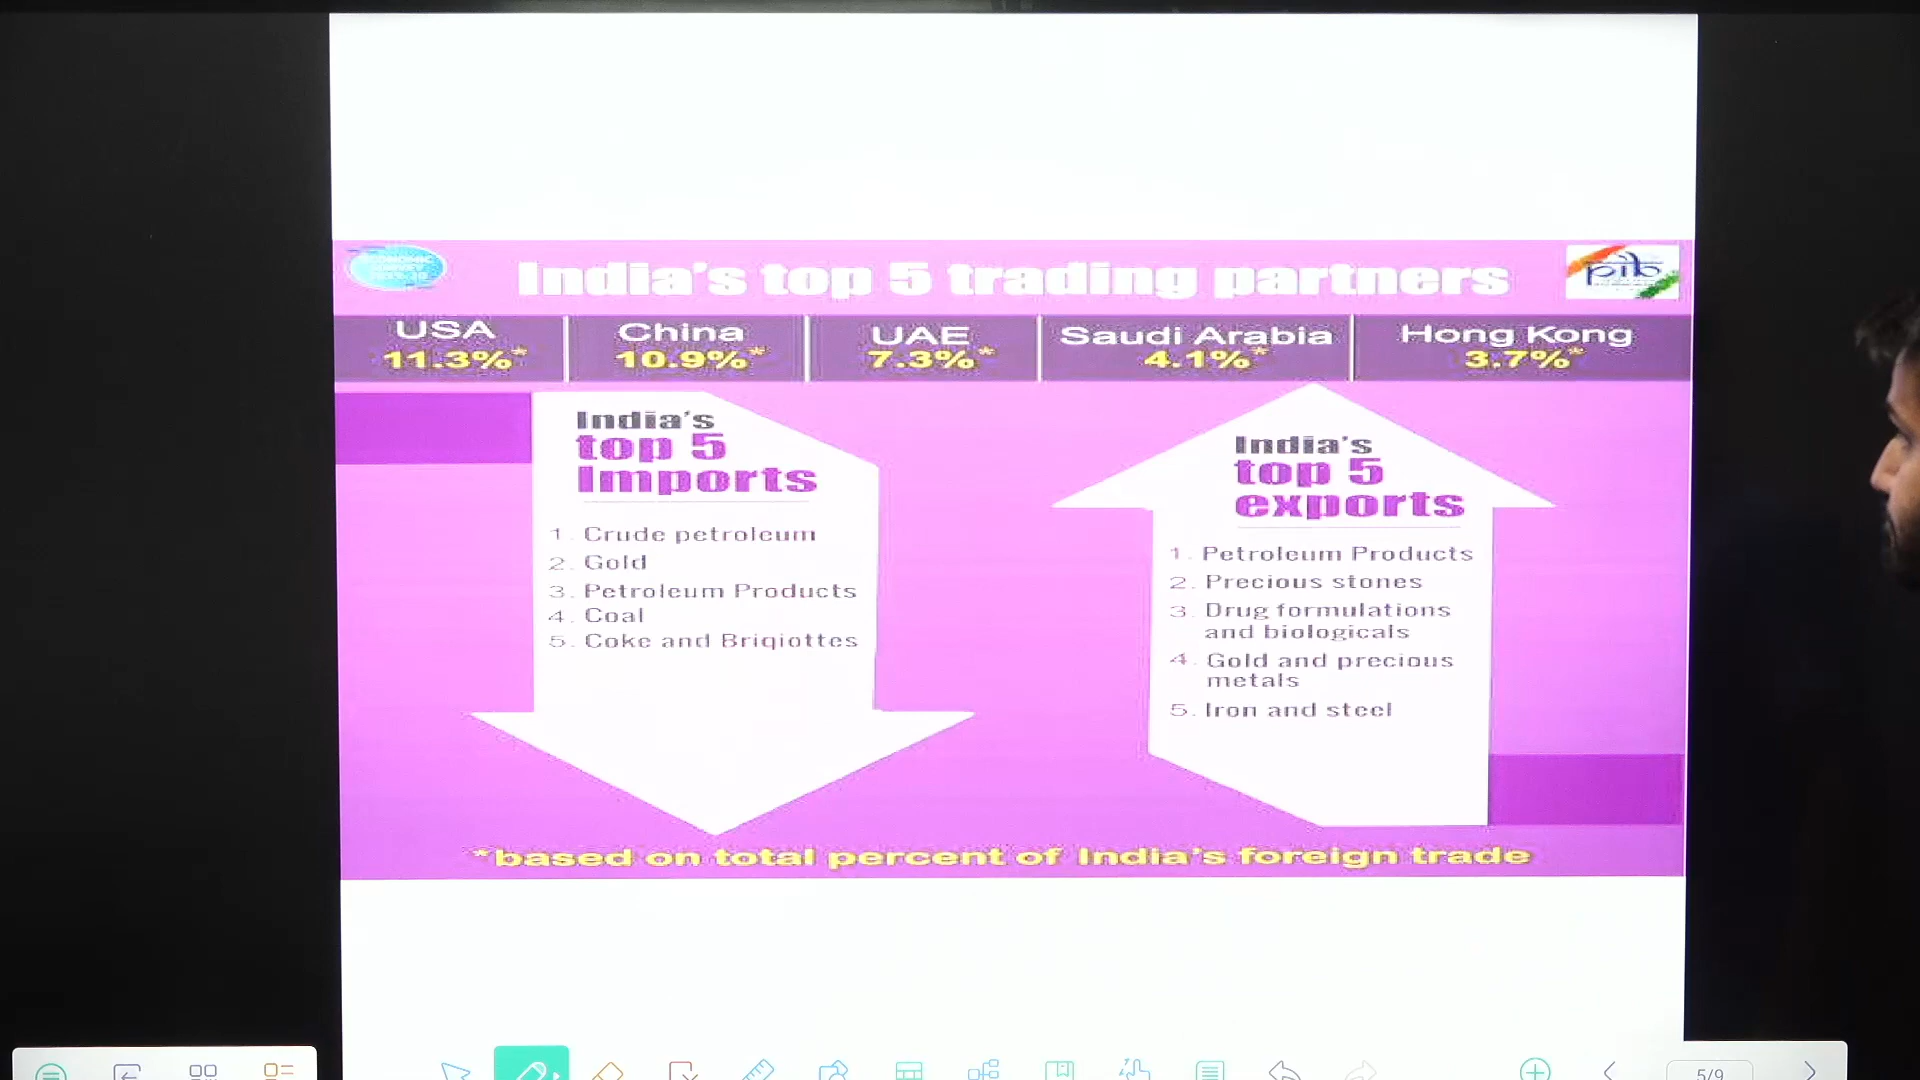 ECONOMIC
SURVEY
India's top 5 trading partners
pib
USA
11.3%*
China
10.9%*
UAE
7.3%*
Saudi Arabia
4.1%*
Hong Kong
3.7%*
India's
top 5
Imports
1. Crude petroleum
2. Gold
3. Petroleum Products
4. Coal
5. Coke and Briqiottes
India's
top 5
exports
1. Petroleum Products
2. Precious stones
3. Drug formulations
and biologicals
4. Gold and precious
metals
5. Iron and steel
*based on total percent of India's foreign trade
5/9